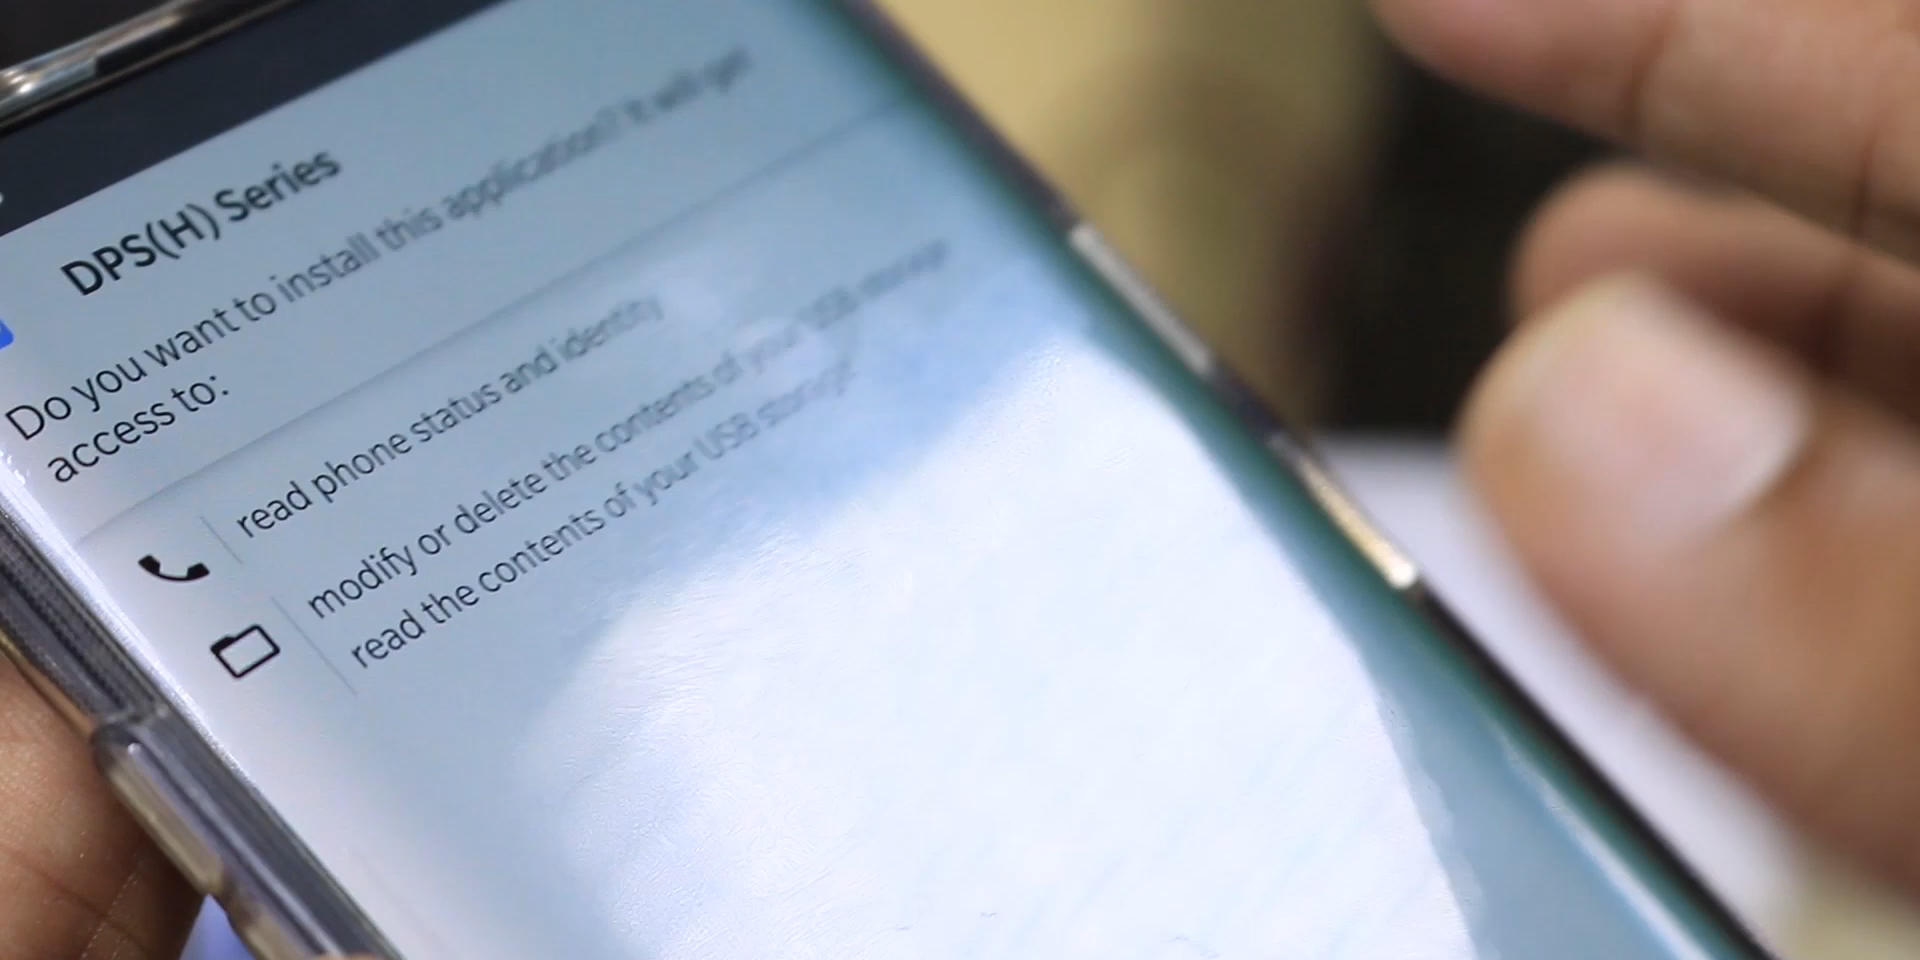 DPS(H) Series
Do you want to install this application? It will get
access to:
read phone status and identity
modify or delete the contents of your USB storage
read the contents of your USB storage